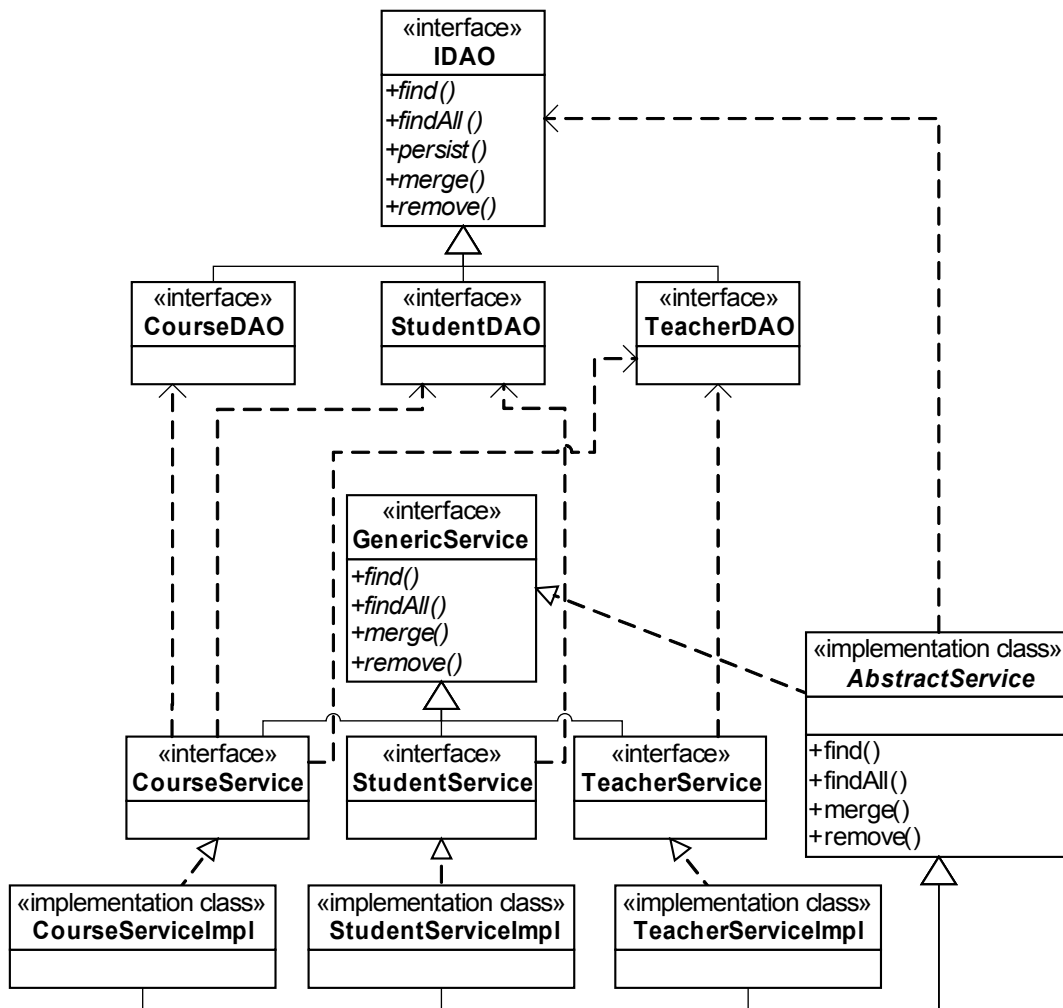 «interface»
IDAO
+find()
+findAll()
+persist()
+merge()
+remove()
«interface»
CourseDAO
«interface»
StudentDAO
«interface»
TeacherDAO
«interface»
GenericService
+find()
+findAll()
+merge()
+remove()
«implementation class»
AbstractService
+find()
+findAll()
+merge()
+remove()
«interface»
CourseService
«interface»
StudentService
«interface»
TeacherService
«implementation class»
CourseServiceImpl
«implementation class»
StudentServiceImpl
«implementation class»
TeacherServiceImpl